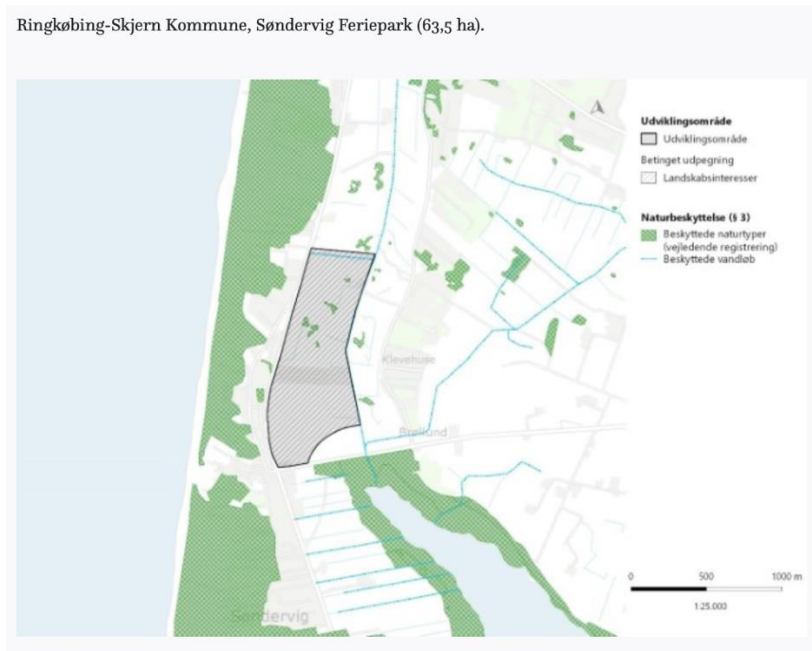 Ringkøbing-Skjern Kommune, Søndervig Feriepark (63,5 ha).
Udviklingsområde
Udviklingsområde
Betinget udpegning
Landskabsinteresser
Naturbeskyttelse (§ 3)
Beskyttede naturtyper
(vejledende registrering)
Beskyttede vandløb
Klevehuse
Søndervig
0 500 1000 m
1:25.000